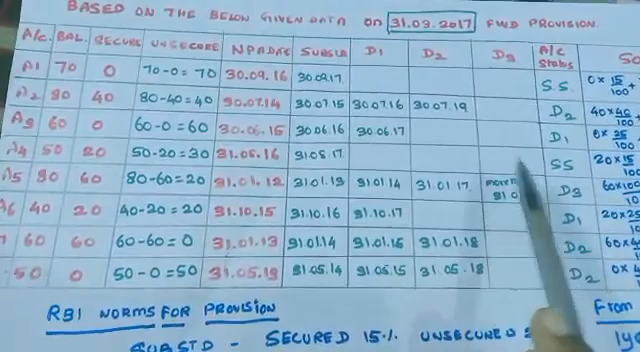 BASED ON THE BELOW GIVEN DATA ON 31.03.2017 FIND PROVISION.
A/C. BAL. SECURE UNSECURE NPA DATE SUBSTA D1 D2 D3 A/C Status
A1 70 0 70-0=70 30.09.16 30.09.17 S.S. 0 × 15/100 +
A2 80 40 80-40=40 30.07.14 30.07.15 30.07.16 30.07.19 D2 40 × 40/100
A3 60 0 60-0=60 30.06.15 30.06.16 30.06.17 D1 0 × 25/100
A4 50 20 50-20=30 31.05.16 31.05.17 SS 20 × 15/100
A5 80 60 80-60=20 31.01.12 31.01.13 31.01.14 31.01.17 D3 60 × 100
A6 40 20 40-20=20 31.10.15 31.10.16 31.10.17 D1 20 × 25
60 60 60-60=0 31.01.13 31.01.14 31.01.15 31.01.18 D2 60 ×
50 0 50-0=50 31.05.13 31.05.14 31.05.15 31.05.18 D2 0 ×
RBI NORMS FOR PROVISION From
SUB STD - SECURED 15% UNSECURED 1y